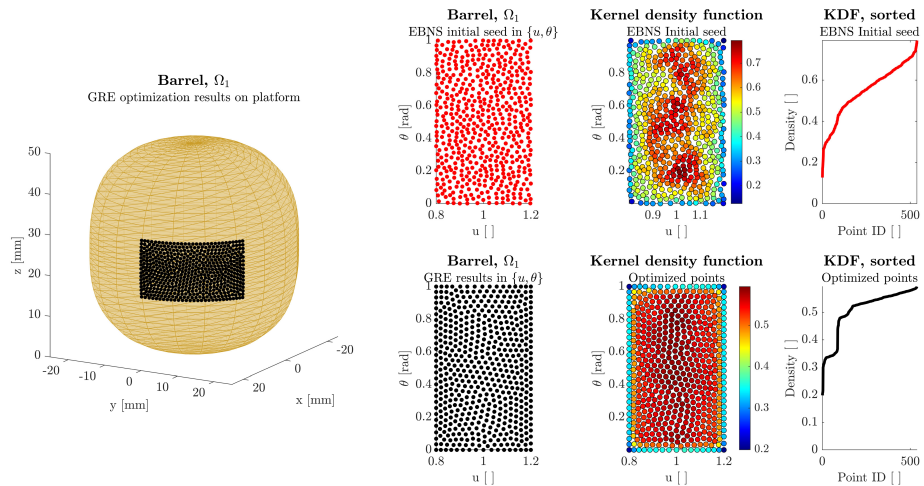 Barrel, Ω₁
GRE optimization results on platform
50
40
30
20
10
0
z [mm]
-20
-10
0
10
20
y [mm]
20
0
-20
x [mm]
Barrel, Ω₁
EBNS initial seed in {u, θ}
1
0.8
0.6
0.4
0.2
0
θ [rad]
0.8
1
1.2
u [ ]
Kernel density function
EBNS Initial seed
1
0.8
0.6
0.4
0.2
0
θ [rad]
0.9
1
1.1
u [ ]
0.7
0.6
0.5
0.4
0.3
0.2
KDF, sorted
EBNS Initial seed
0.6
0.4
0.2
0
Density [ ]
0
500
Point ID
Barrel, Ω₁
GRE results in {u, θ}
1
0.8
0.6
0.4
0.2
0
θ [rad]
0.8
1
1.2
u [ ]
Kernel density function
Optimized points
1
0.8
0.6
0.4
0.2
0
θ [rad]
0.8
1
1.2
u [ ]
0.5
0.4
0.3
0.2
KDF, sorted
Optimized points
0.5
0.4
0.3
0.2
0.1
0
Density [ ]
0
500
Point ID